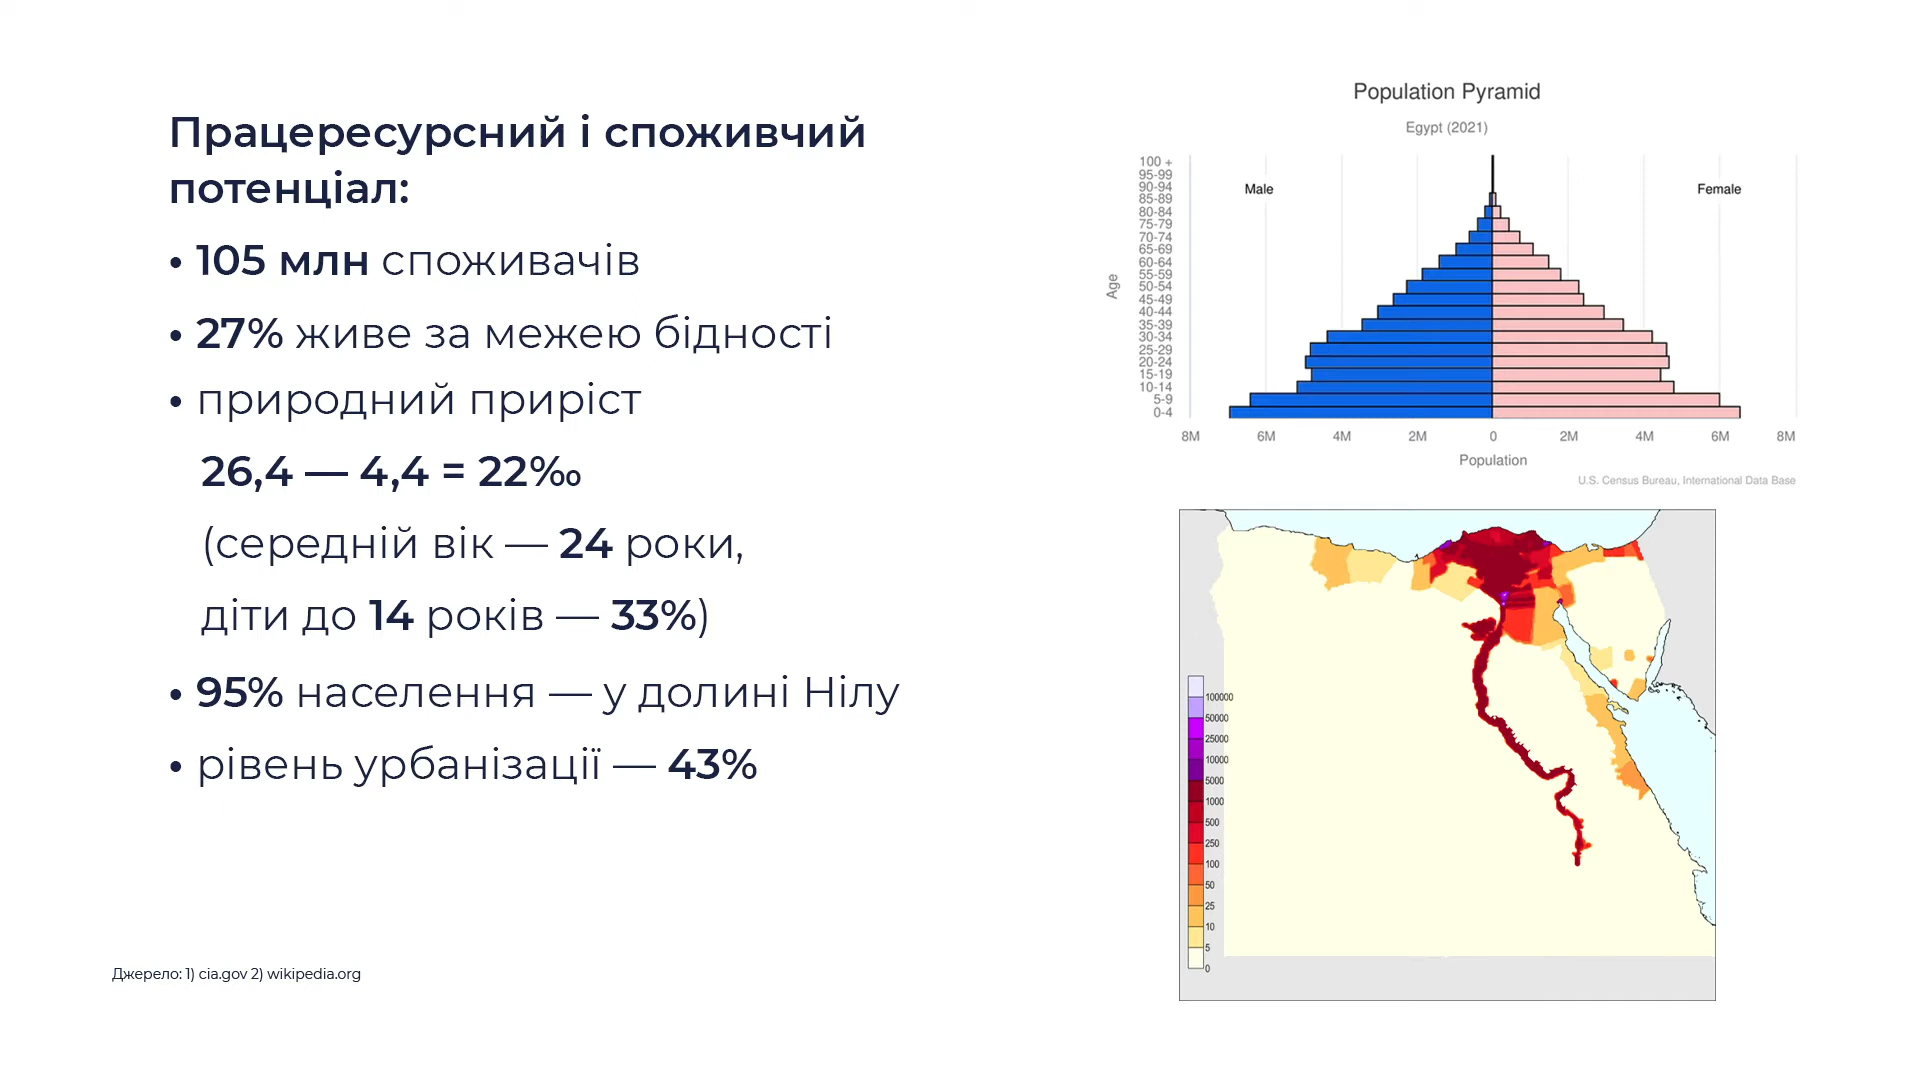 Працересурсний і споживчий
потенціал:
• 105 млн споживачів
• 27% живе за межею бідності
• природний приріст
26,4 — 4,4 = 22‰
(середній вік — 24 роки,
діти до 14 років — 33%)
• 95% населення — у долині Нілу
• рівень урбанізації — 43%
Джерело: 1) cia.gov 2) wikipedia.org
Population Pyramid
Egypt (2021)
Male
Female
Age
100 +
95-99
90-94
85-89
80-84
75-79
70-74
65-69
60-64
55-59
50-54
45-49
40-44
35-39
30-34
25-29
20-24
15-19
10-14
5-9
0-4
8M 6M 4M 2M 0 2M 4M 6M 8M
Population
U.S. Census Bureau, International Data Base
100000
50000
25000
10000
5000
1000
500
250
100
50
25
10
5
0